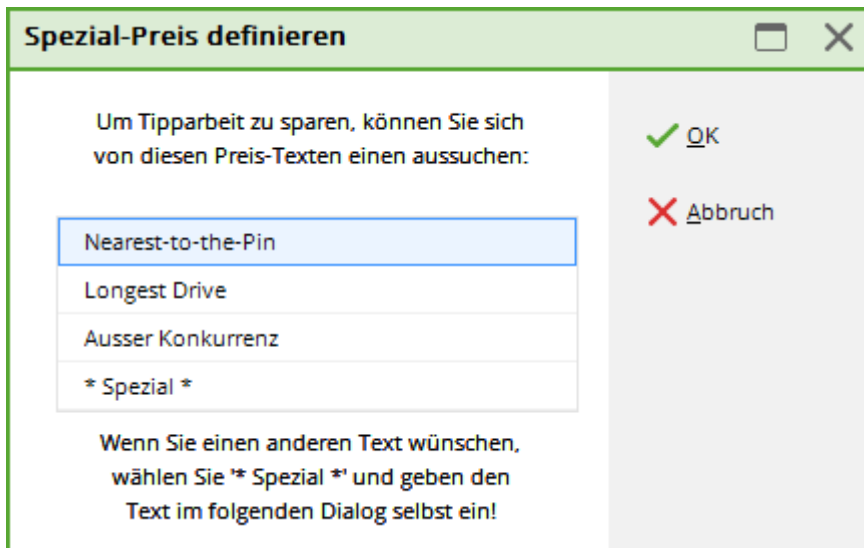 Spezial-Preis definieren
Um Tipparbeit zu sparen, können Sie sich
von diesen Preis-Texten einen aussuchen:
Nearest-to-the-Pin
Longest Drive
Ausser Konkurrenz
* Spezial *
Wenn Sie einen anderen Text wünschen,
wählen Sie '* Spezial *' und geben den
Text im folgenden Dialog selbst ein!
OK
Abbruch